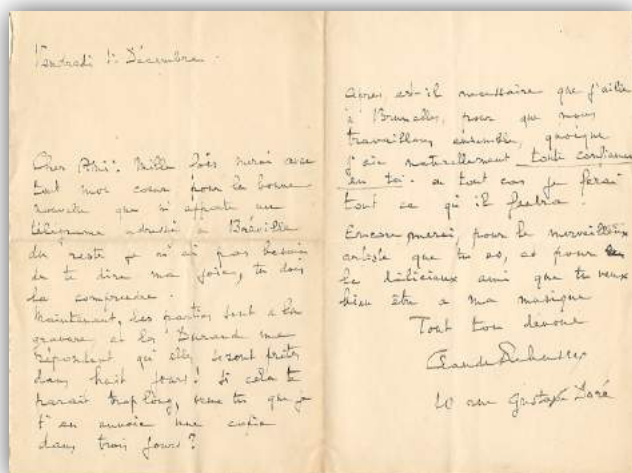 Vendredi 1r Décembre.
Cher Ami: Mille fois merci avec
tout mon cœur pour la bonne
nouvelle que m'apporte un
télégramme adressé à Bréville
du reste je n'ai pas besoin
de te dire ma joie, tu dois
la comprendre.
Maintenant, les parties sont à la
gravure et les Durand me
répondent qu'elles seront prêtes
dans huit jours! Si cela te
parait trop long, veux tu que je
t'en envoie une copie
dans trois jours?
Après est-il nécessaire que j'aille
à Bruxelles, pour que nous
travaillions ensemble, quoique
j'aie naturellement toute confiance
en toi. a tout cas je ferai
tout ce qu'il faudra!
Encore merci, pour le merveilleux
artiste que tu es, et pour
le délicieux ami que tu veux
bien être a ma musique
Tout ton dévoué
Claude Debussy
10 rue Gustave Doré